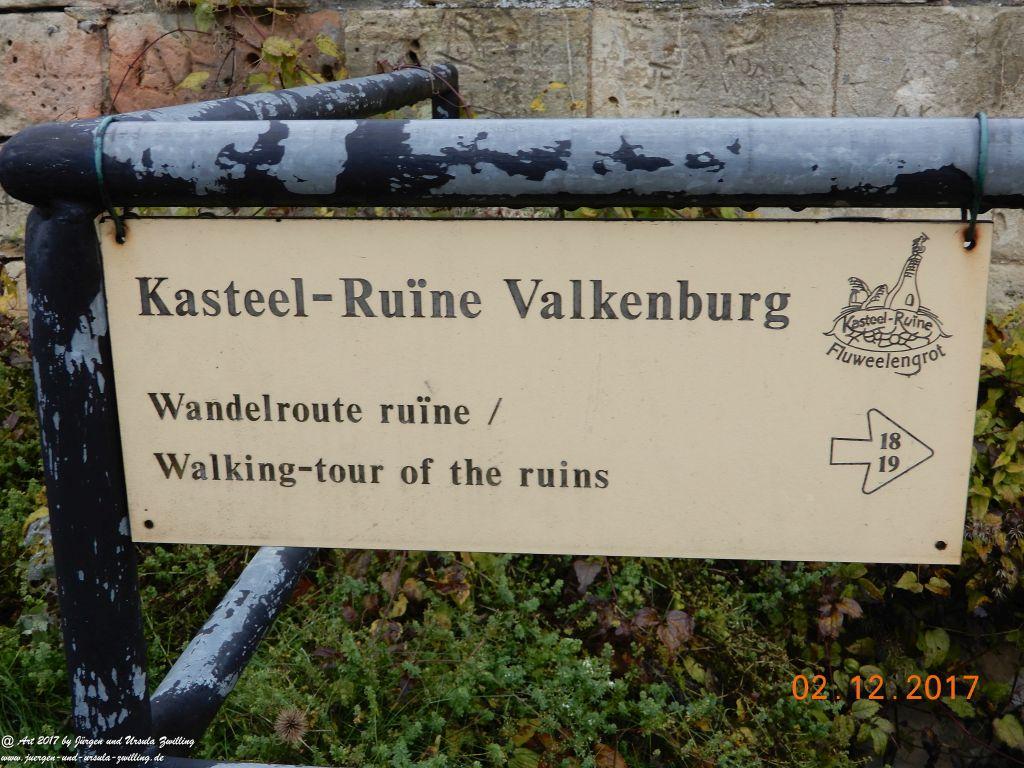 Kasteel-Ruïne Valkenburg
Kasteel-Ruïne
Fluweelengrot
Wandelroute ruïne /
Walking-tour of the ruins
18
19
02.12.2017
@ Art 2017 by Jürgen und Ursula Zwilling
www.juergen-und-ursula-zwilling.de